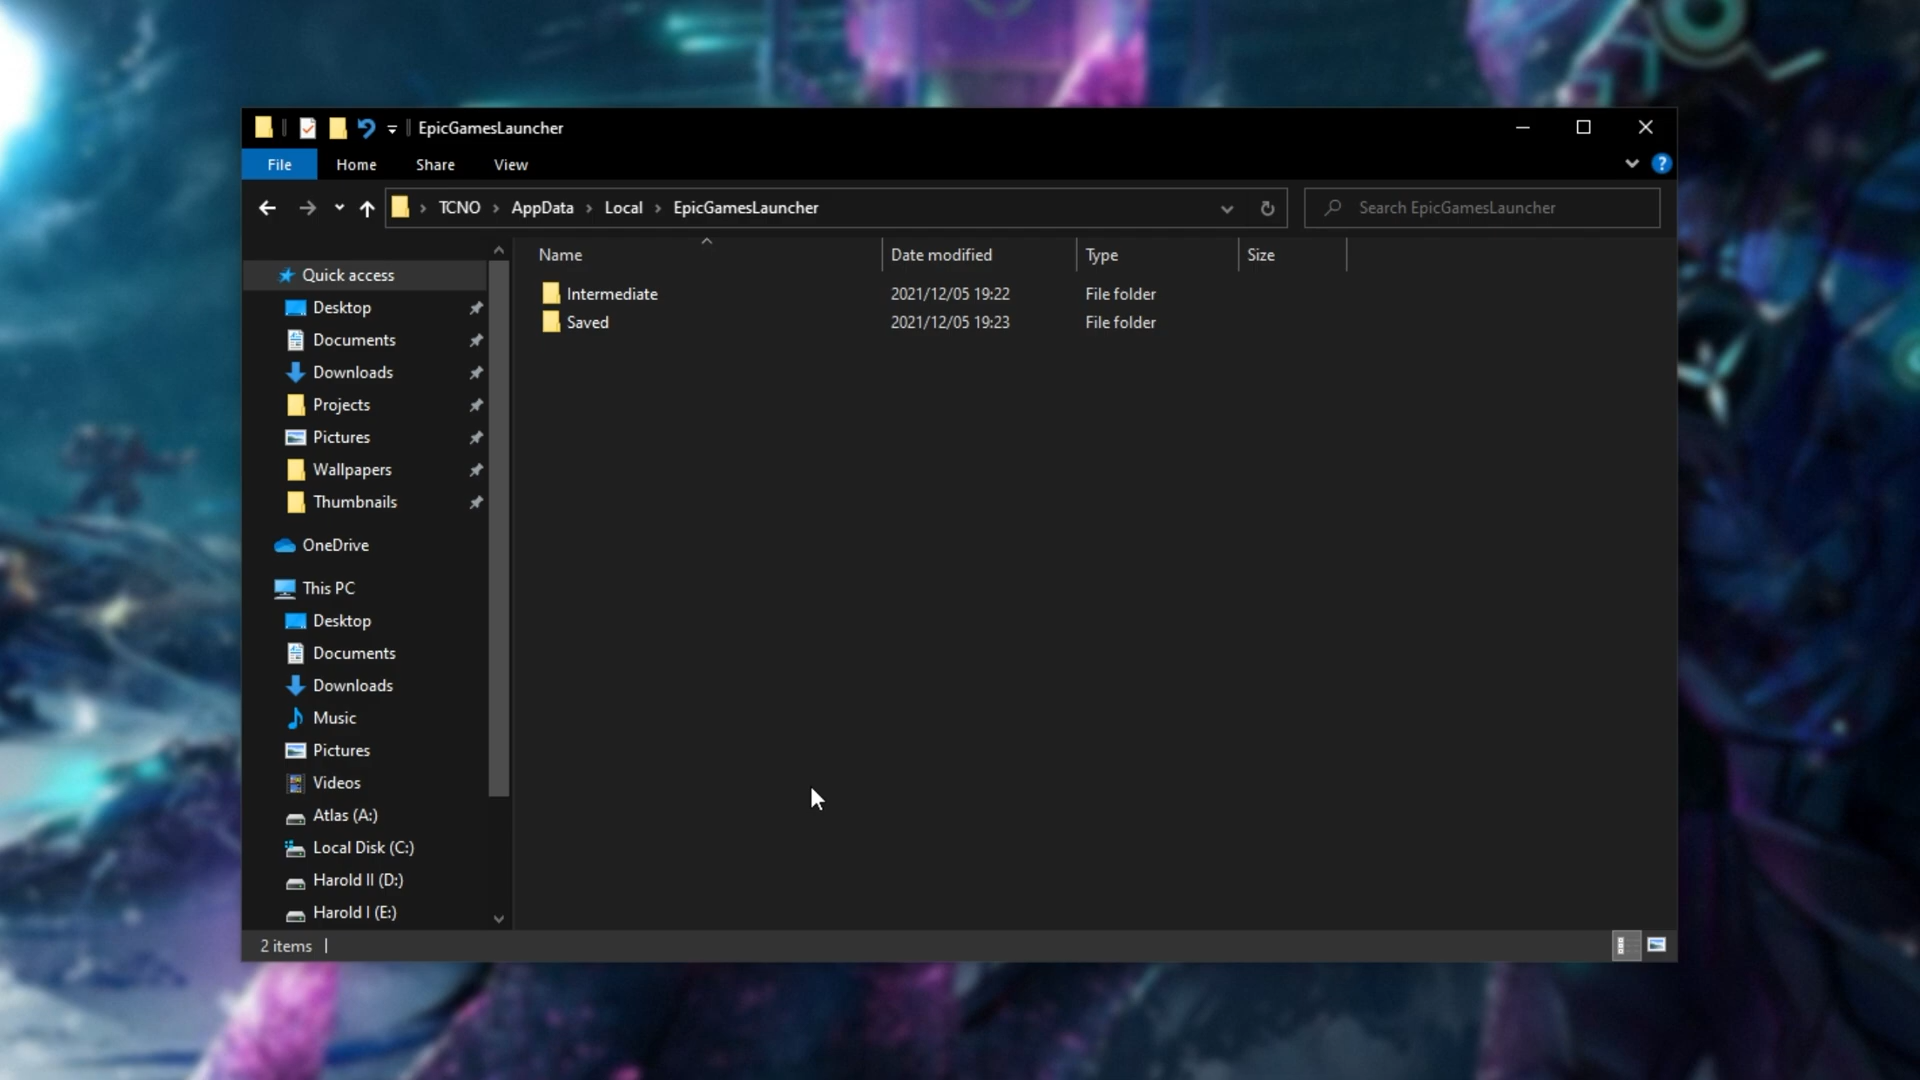 EpicGamesLauncher
File Home Share View
TCNO > AppData > Local > EpicGamesLauncher Search EpicGamesLauncher
Name Date modified Type Size
Intermediate 2021/12/05 19:22 File folder
Saved 2021/12/05 19:23 File folder
Quick access
Desktop
Documents
Downloads
Projects
Pictures
Wallpapers
Thumbnails
OneDrive
This PC
Desktop
Documents
Downloads
Music
Pictures
Videos
Atlas (A:)
Local Disk (C:)
Harold II (D:)
Harold I (E:)
2 items